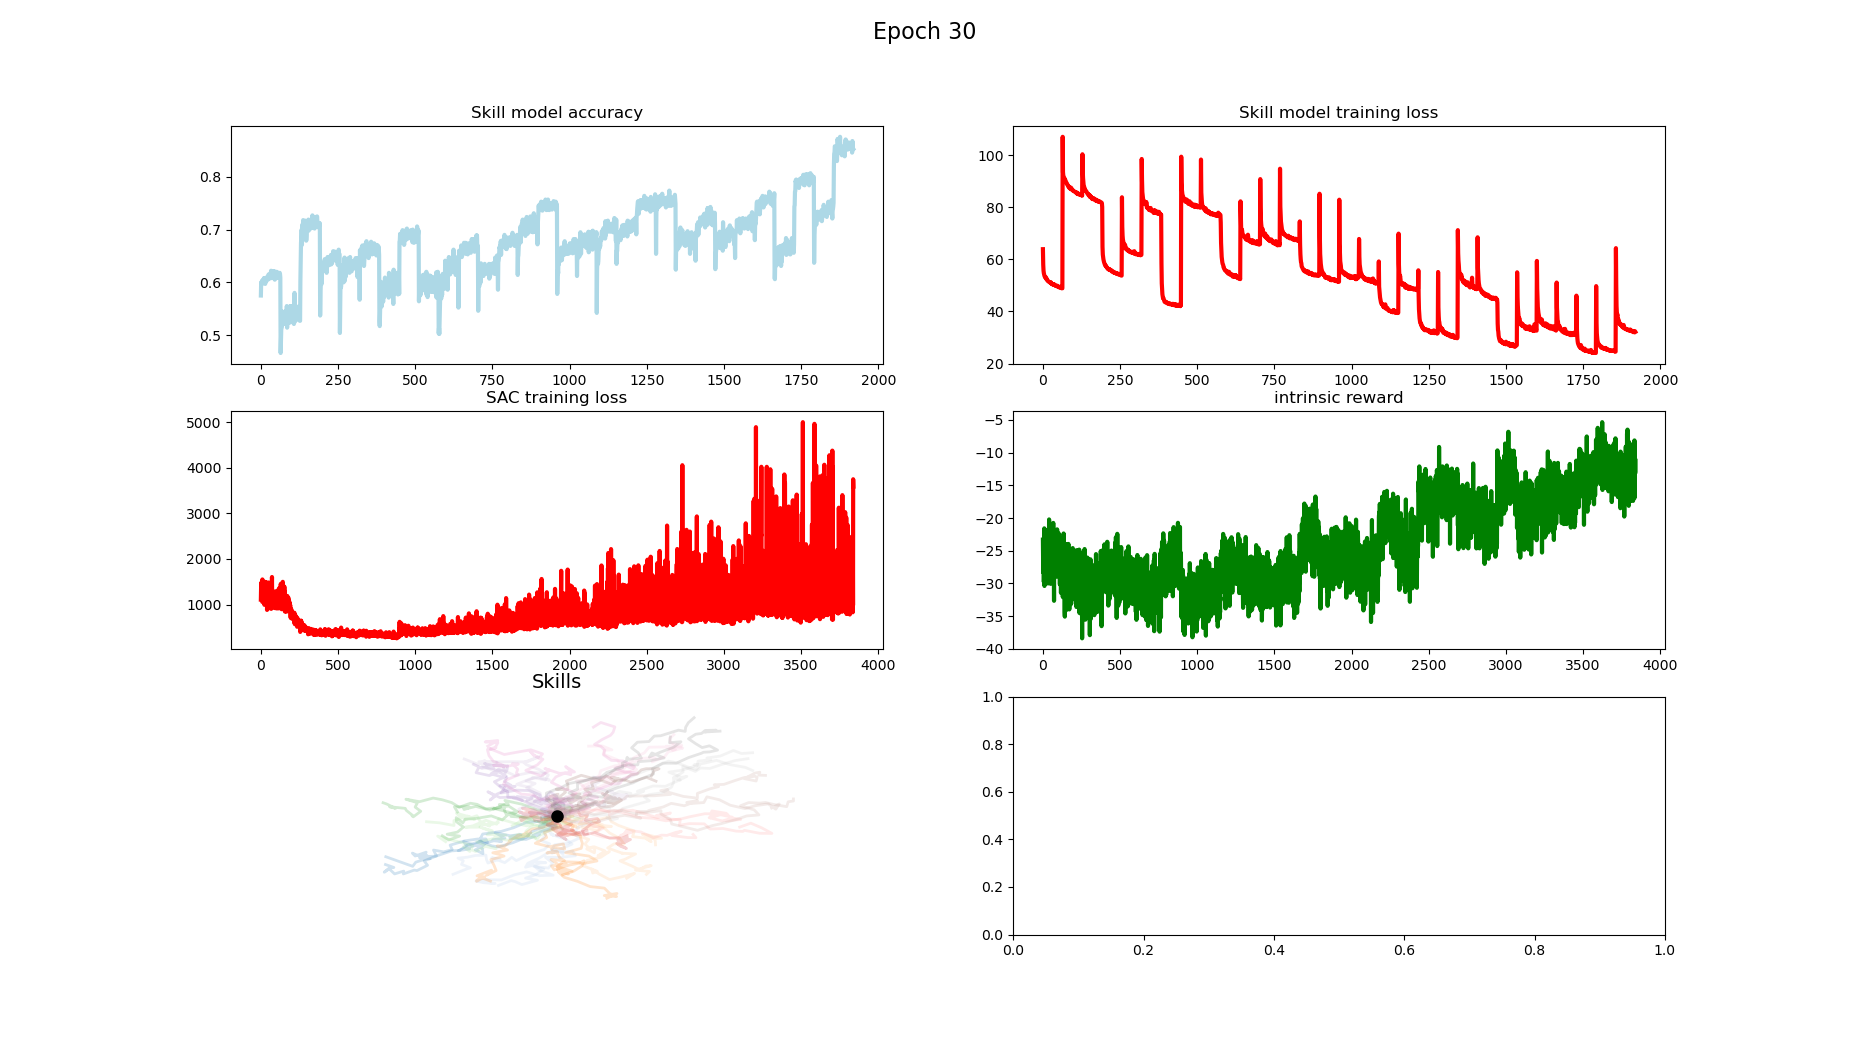 Epoch 30
Skill model accuracy
0.8
0.7
0.6
0.5
0 250 500 750 1000 1250 1500 1750 2000
Skill model training loss
100
80
60
40
20
0 250 500 750 1000 1250 1500 1750 2000
SAC training loss
5000
4000
3000
2000
1000
0 500 1000 1500 2000 2500 3000 3500 4000
intrinsic reward
−5
−10
−15
−20
−25
−30
−35
−40
0 500 1000 1500 2000 2500 3000 3500 4000
Skills
1.0
0.8
0.6
0.4
0.2
0.0
0.0 0.2 0.4 0.6 0.8 1.0